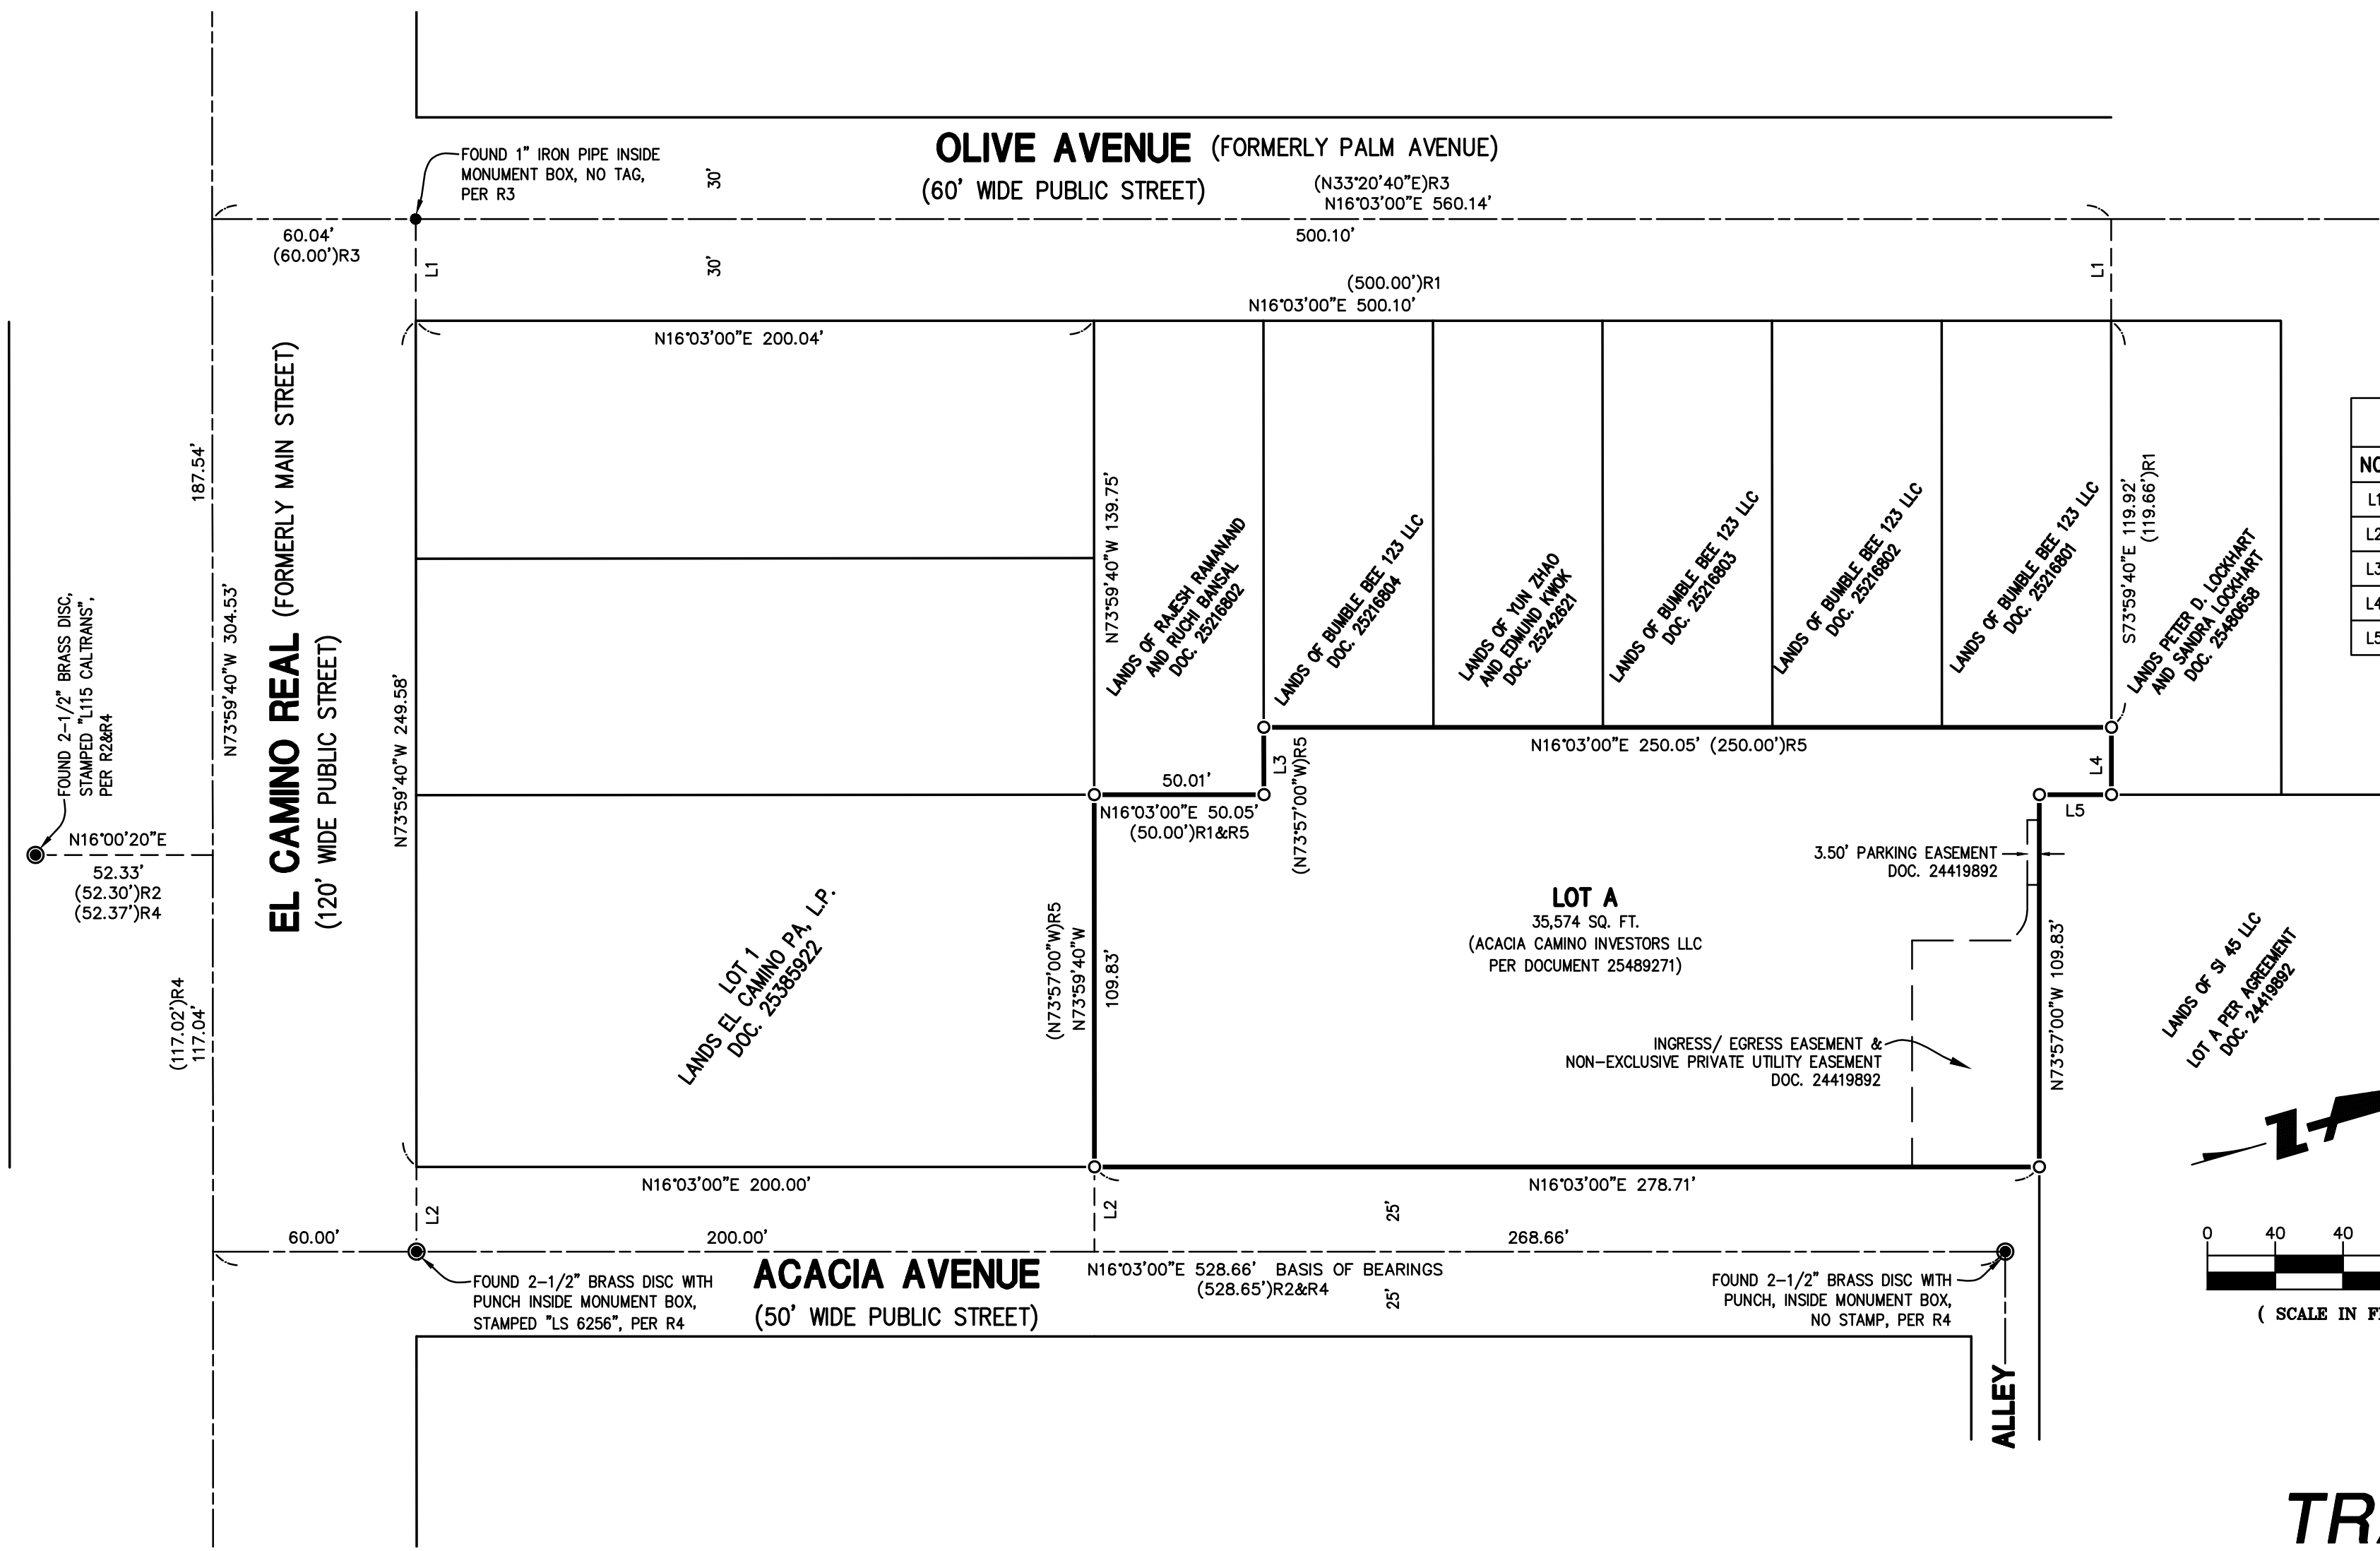 OLIVE AVENUE (FORMERLY PALM AVENUE)
(60' WIDE PUBLIC STREET)
(N33°20'40"E)R3
N16°03'00"E 560.14'
FOUND 1" IRON PIPE INSIDE
MONUMENT BOX, NO TAG,
PER R3
30'
30'
60.04'
(60.00')R3
500.10'
L1
L1
(500.00')R1
N16°03'00"E 500.10'
N16°03'00"E 200.04'
187.54'
N73°59'40"W 304.53'
EL CAMINO REAL (FORMERLY MAIN STREET)
(120' WIDE PUBLIC STREET)
N73°59'40"W 249.58'
FOUND 2-1/2" BRASS DISC,
STAMPED "L115 CALTRANS",
PER R2&R4
N16°00'20"E
52.33'
(52.30')R2
(52.37')R4
(117.02')R4
117.04'
N73°59'40"W 139.75'
LANDS OF RAJESH RAMANAND
AND RUCHI BANSAL
DOC. 25216802
LANDS OF BUMBLE BEE 123 LLC
DOC. 25216804
LANDS OF YUN ZHAO
AND EDMUND KWOK
DOC. 25242621
LANDS OF BUMBLE BEE 123 LLC
DOC. 25216803
LANDS OF BUMBLE BEE 123 LLC
DOC. 25216802
LANDS OF BUMBLE BEE 123 LLC
DOC. 25216801
S73°59'40"E 119.92'
(119.66')R1
LANDS PETER D. LOCKHART
AND SANDRA LOCKHART
DOC. 25480658
L1
L2
L3
L4
L5
N16°03'00"E 250.05' (250.00')R5
L3
(N73°57'00"W)R5
L4
L5
50.01'
N16°03'00"E 50.05'
(50.00')R1&R5
3.50' PARKING EASEMENT
DOC. 24419892
LOT 1
LANDS EL CAMINO PA, L.P.
DOC. 25385922
(N73°57'00"W)R5
N73°59'40"W
109.83'
LOT A
35,574 SQ. FT.
(ACACIA CAMINO INVESTORS LLC
PER DOCUMENT 25489271)
INGRESS/ EGRESS EASEMENT &
NON-EXCLUSIVE PRIVATE UTILITY EASEMENT
DOC. 24419892
N73°57'00"W 109.83'
LANDS OF SI 45 LLC
LOT A PER AGREEMENT
DOC. 24419892
N16°03'00"E 200.00'
N16°03'00"E 278.71'
L2
L2
25'
25'
60.00'
200.00'
268.66'
ACACIA AVENUE
(50' WIDE PUBLIC STREET)
N16°03'00"E 528.66' BASIS OF BEARINGS
(528.65')R2&R4
FOUND 2-1/2" BRASS DISC WITH
PUNCH INSIDE MONUMENT BOX,
STAMPED "LS 6256", PER R4
FOUND 2-1/2" BRASS DISC WITH
PUNCH, INSIDE MONUMENT BOX,
NO STAMP, PER R4
ALLEY
Z
0 40 40
( SCALE IN